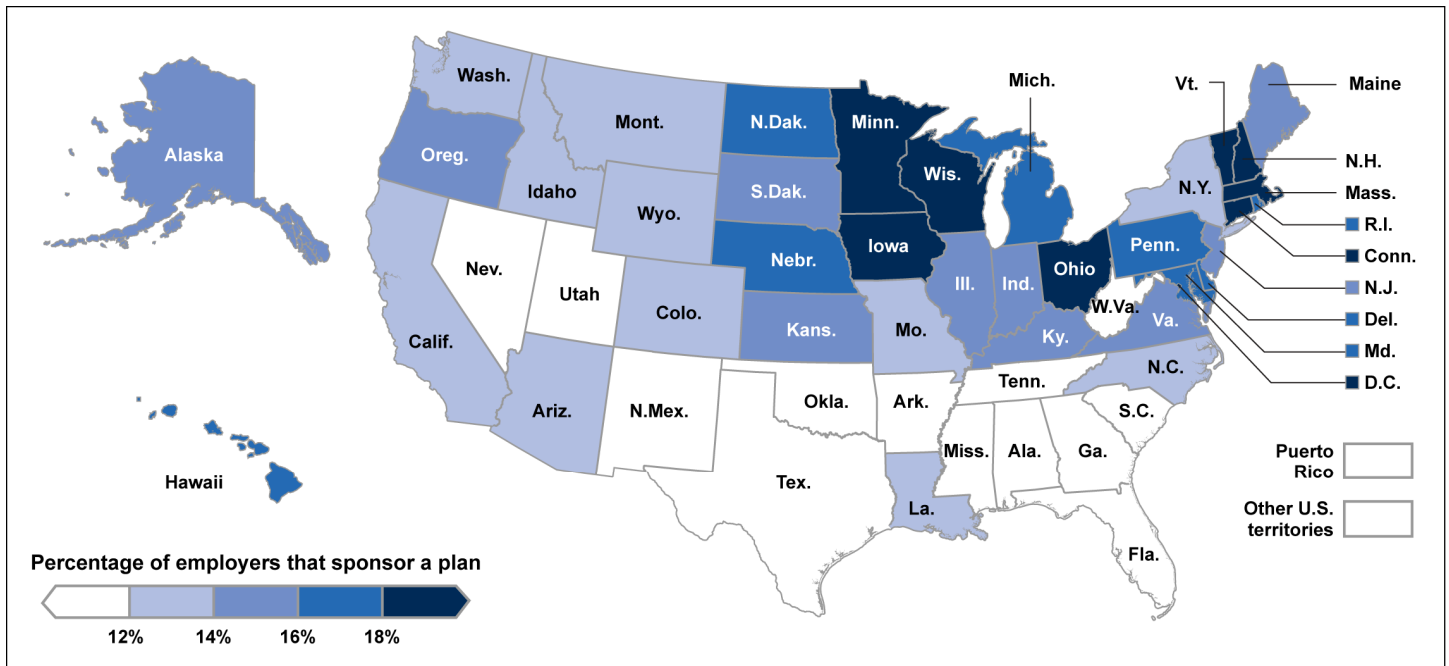 Mich.
Vt.
Maine
Wash.
Mont.
N.Dak.
Minn.
Alaska
Oreg.
Idaho
S.Dak.
Wis.
N.Y.
N.H.
Mass.
Wyo.
R.I.
Iowa
Penn.
Conn.
Nev.
Nebr.
Ohio
Ill.
Ind.
N.J.
Utah
Colo.
W.Va.
Va.
Del.
Calif.
Kans.
Mo.
Ky.
Md.
N.C.
D.C.
Tenn.
Ariz.
N.Mex.
Okla.
Ark.
S.C.
Miss.
Ala.
Ga.
Puerto
Rico
Hawaii
Tex.
La.
Other U.S.
territories
Fla.
Percentage of employers that sponsor a plan
12% 14% 16% 18%